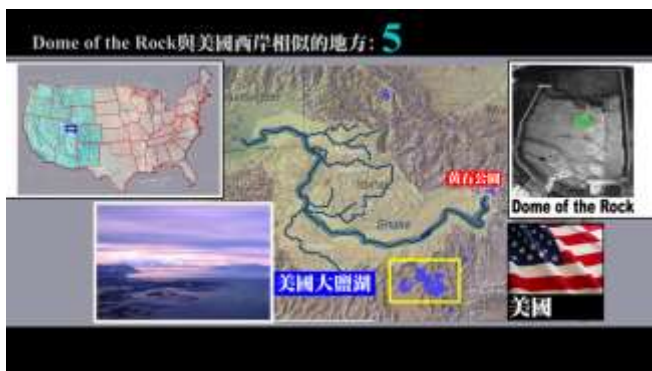 Dome of the Rock與美國西岸相似的地方: 5
黃石公園
Snake
Dome of the Rock
美國大鹽湖
美國